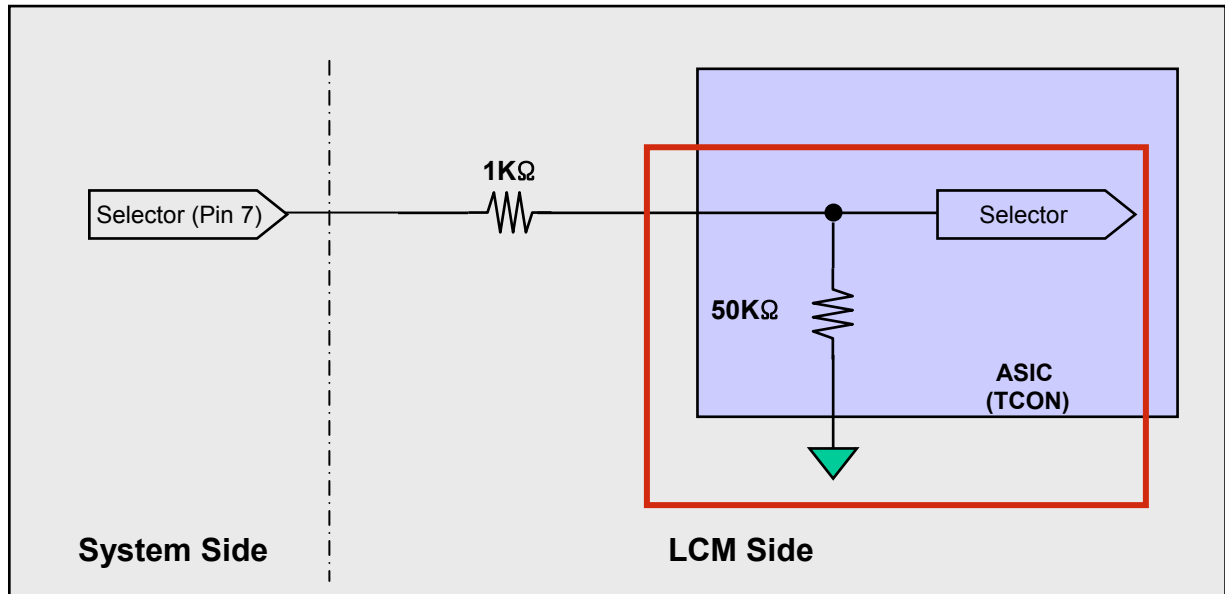 1KΩ
Selector (Pin 7)
Selector
50KΩ
ASIC
(TCON)
System Side
LCM Side